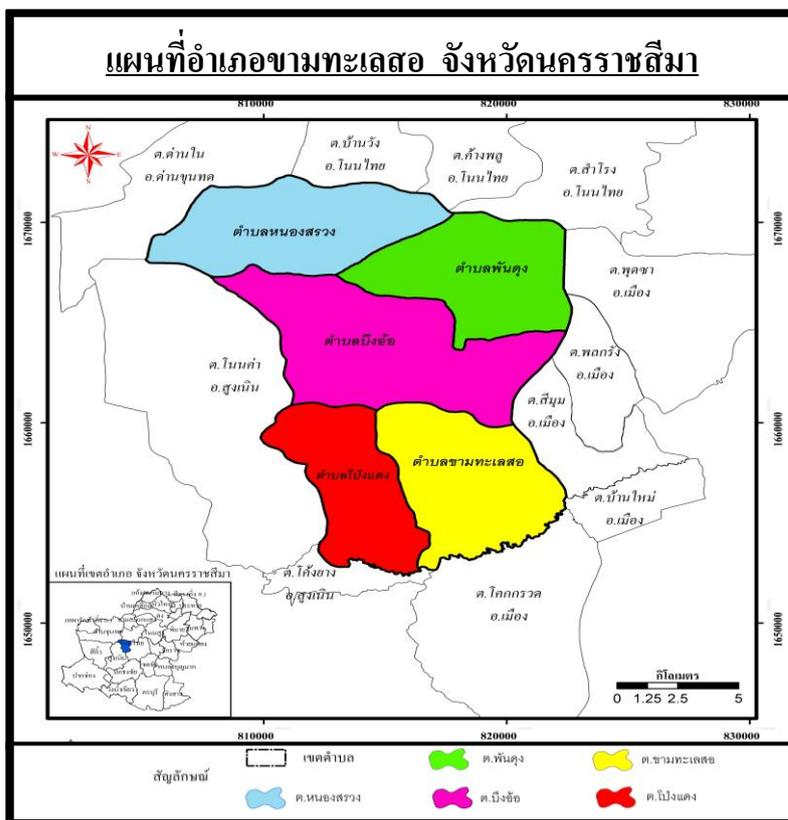 แผนที่อำเภอขามทะเลสอ จังหวัดนครราชสีมา
810000 820000 830000
N
W E
S
ต.ด่านใน
อ.ด่านขุนทด
ต.บ้านวัง
อ.โนนไทย
ต.ค้างพลู
อ.โนนไทย
ต.สำโรง
อ.โนนไทย
1670000
1670000
ตำบลหนองสรวง
ตำบลพันดุง
ต.พุดซา
อ.เมือง
ตำบลบึงอ้อ
ต.โนนค่า
อ.สูงเนิน
ต.พลกรัง
อ.เมือง
ต.สีมุม
อ.เมือง
1660000
1660000
ตำบลโป่งแดง
ตำบลขามทะเลสอ
ต.บ้านใหม่
อ.เมือง
ต.โค้งยาง
อ.สูงเนิน
ต.โคกกรวด
อ.เมือง
แผนที่เขตอำเภอ จังหวัดนครราชสีมา
สีคิ้ว
ปากช่อง
ครบุรี
1650000
1650000
กิโลเมตร
0 1.25 2.5 5
810000 820000 830000
สัญลักษณ์
เขตตำบล
ต.พันดุง
ต.ขามทะเลสอ
ต.หนองสรวง
ต.บึงอ้อ
ต.โป่งแดง